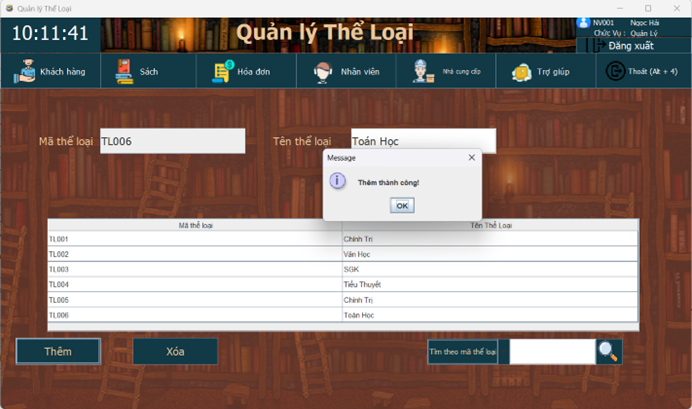 Quản lý Thể Loại
10:11:41
Quản lý Thể Loại
NV001 Ngọc Hải
Chức Vụ : Quản Lý
Đăng xuất
Khách hàng Sách Hóa đơn Nhân viên Nhà cung cấp Trợ giúp Thoát (Alt + 4)
Mã thể loại TL006 Tên thể loại Toán Học
Message
Thêm thành công!
OK
Mã thể loại Tên Thể Loại
TL001 Chính Trị
TL002 Văn Học
TL003 SGK
TL004 Tiểu Thuyết
TL005 Chính Trị
TL006 Toán Học
Thêm Xóa Tìm theo mã thể loại